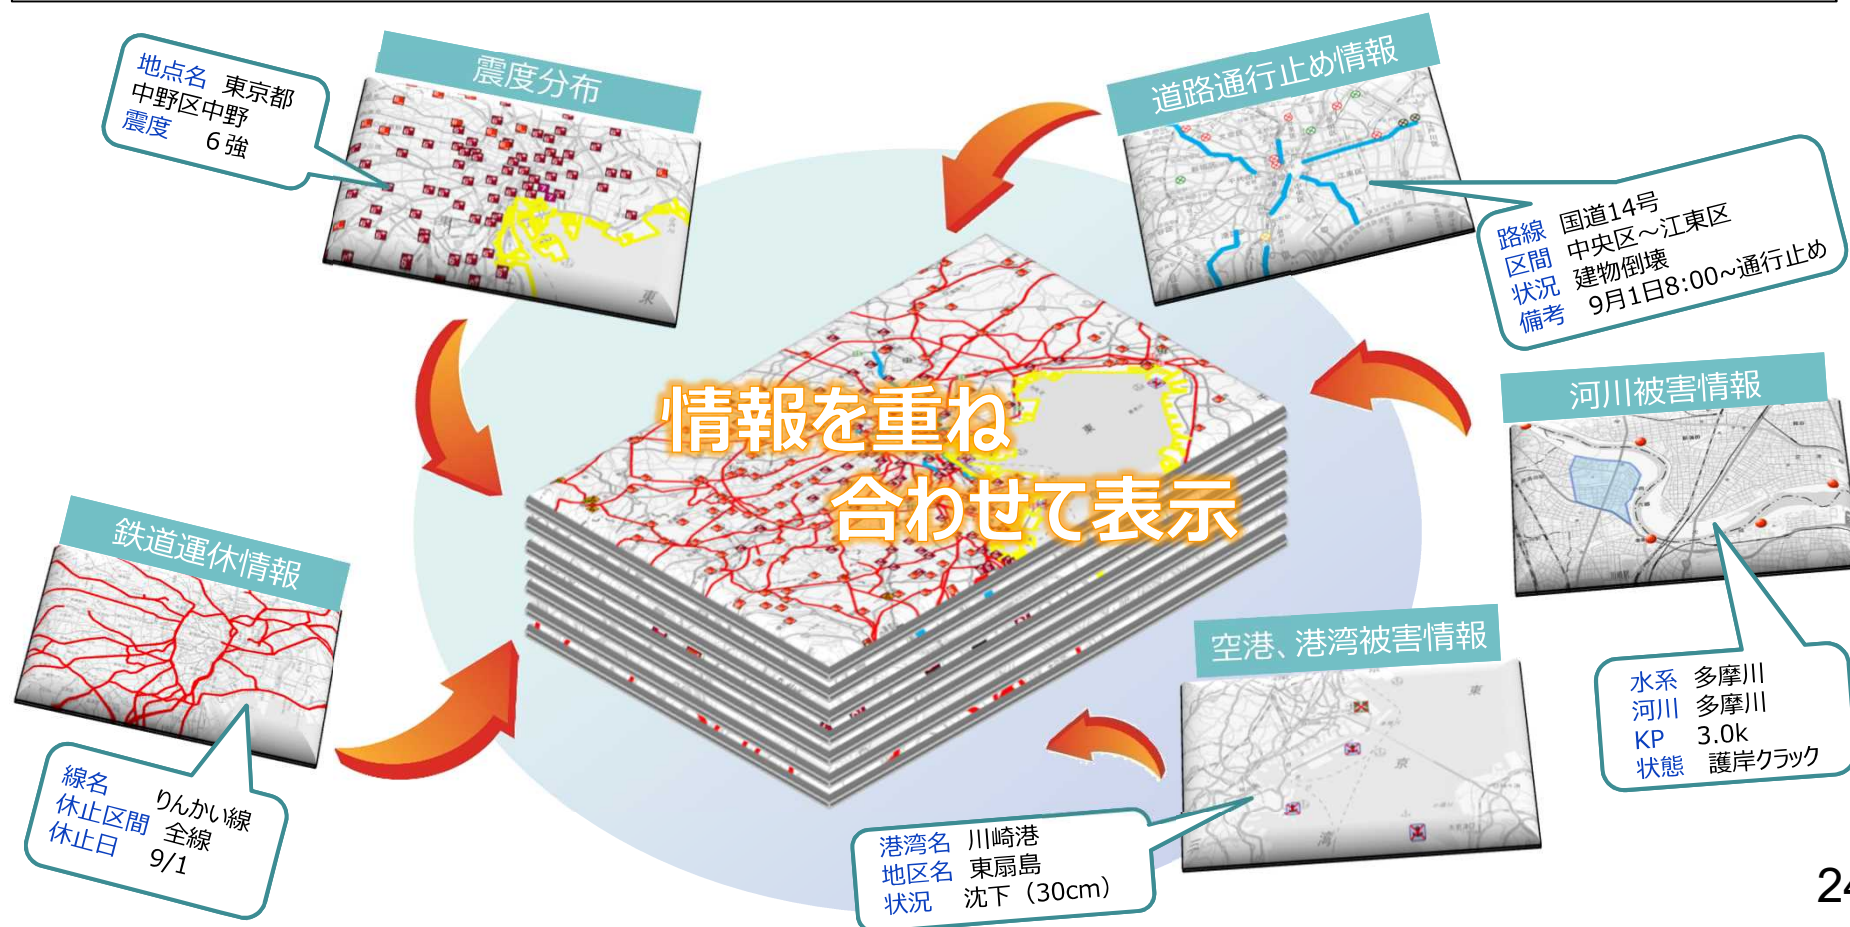 震度分布
地点名 東京都
中野区中野
震度 6強
道路通行止め情報
路線 国道14号
区間 中央区～江東区
状況 建物倒壊
備考 9月1日8:00~通行止め
情報を重ね
合わせて表示
河川被害情報
水系 多摩川
河川 多摩川
KP 3.0k
状態 護岸クラック
鉄道運休情報
線名 りんかい線
休止区間 全線
休止日 9/1
空港、港湾被害情報
港湾名 川崎港
地区名 東扇島
状況 沈下（30cm）
東
東
東
京
湾
24